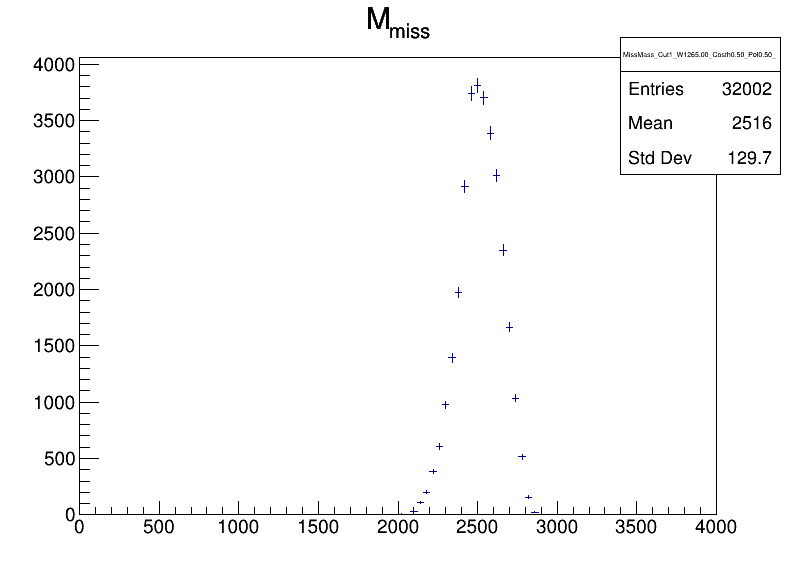 M_miss
MissMass_Cut1_W1265.00_Costh0.50_Pol0.50_
Entries 32002
Mean 2516
Std Dev 129.7
4000
3500
3000
2500
2000
1500
1000
500
0
0 500 1000 1500 2000 2500 3000 3500 4000